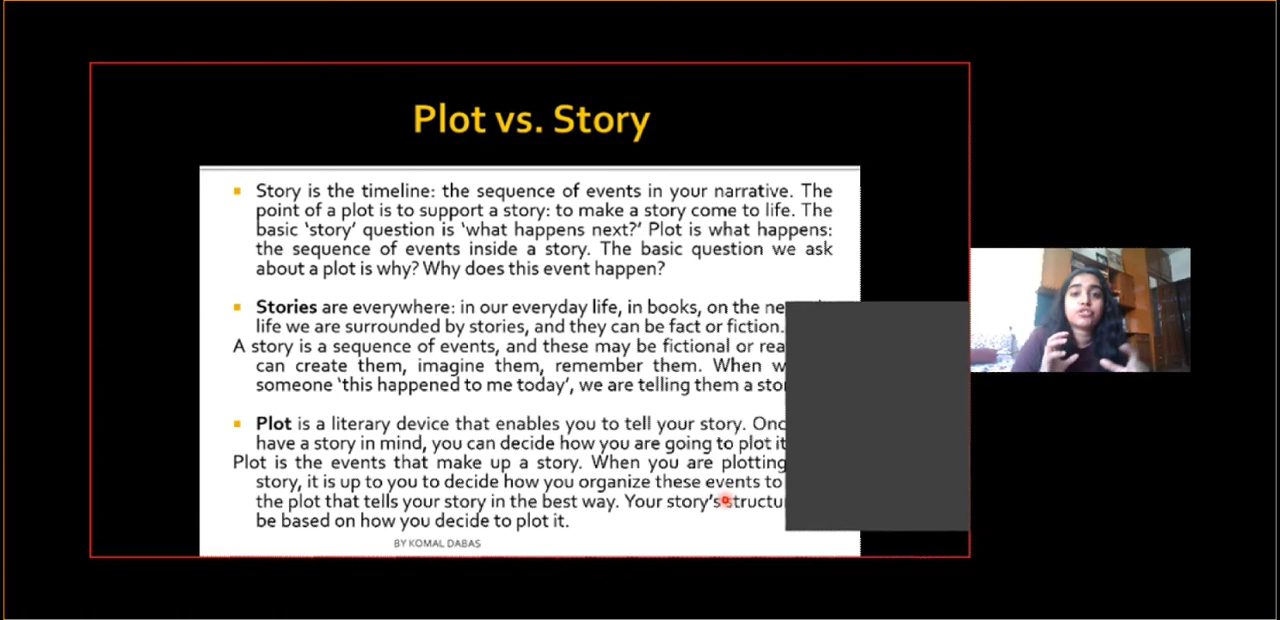 Plot vs. Story
Story is the timeline: the sequence of events in your narrative. The
point of a plot is to support a story: to make a story come to life. The
basic 'story' question is 'what happens next?' Plot is what happens:
the sequence of events inside a story. The basic question we ask
about a plot is why? Why does this event happen?
Stories are everywhere: in our everyday life, in books, on the
life we are surrounded by stories, and they can be fact or fiction.
A story is a sequence of events, and these may be fictional or
can create them, imagine them, remember them. When
someone 'this happened to me today', we are telling them a
Plot is a literary device that enables you to tell your story.
have a story in mind, you can decide how you are going to plot it
Plot is the events that make up a story. When you are plotting
story, it is up to you to decide how you organize these events to
the plot that tells your story in the best way. Your story's
be based on how you decide to plot it.
BY KOMAL DABAS